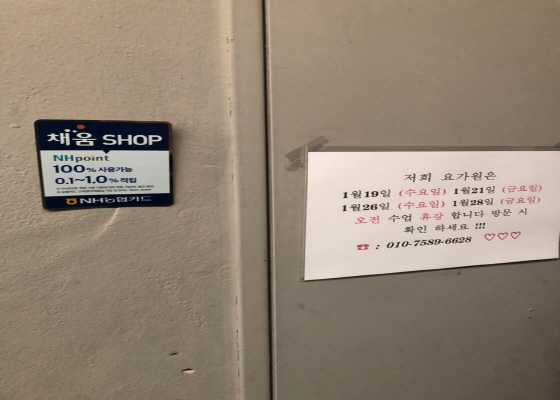 채움 SHOP
NHpoint
100% 사용가능
0.1~1.0% 적립
NH농협카드
저희 요가원은
1월19일 (수요일) 1월21일 (금요일)
1월26일 (수요일) 1월28일 (금요일)
오전 수업 휴강 합니다 방문 시
확인 하세요 !!!
☎ : 010-7589-6628 ♡♡♡